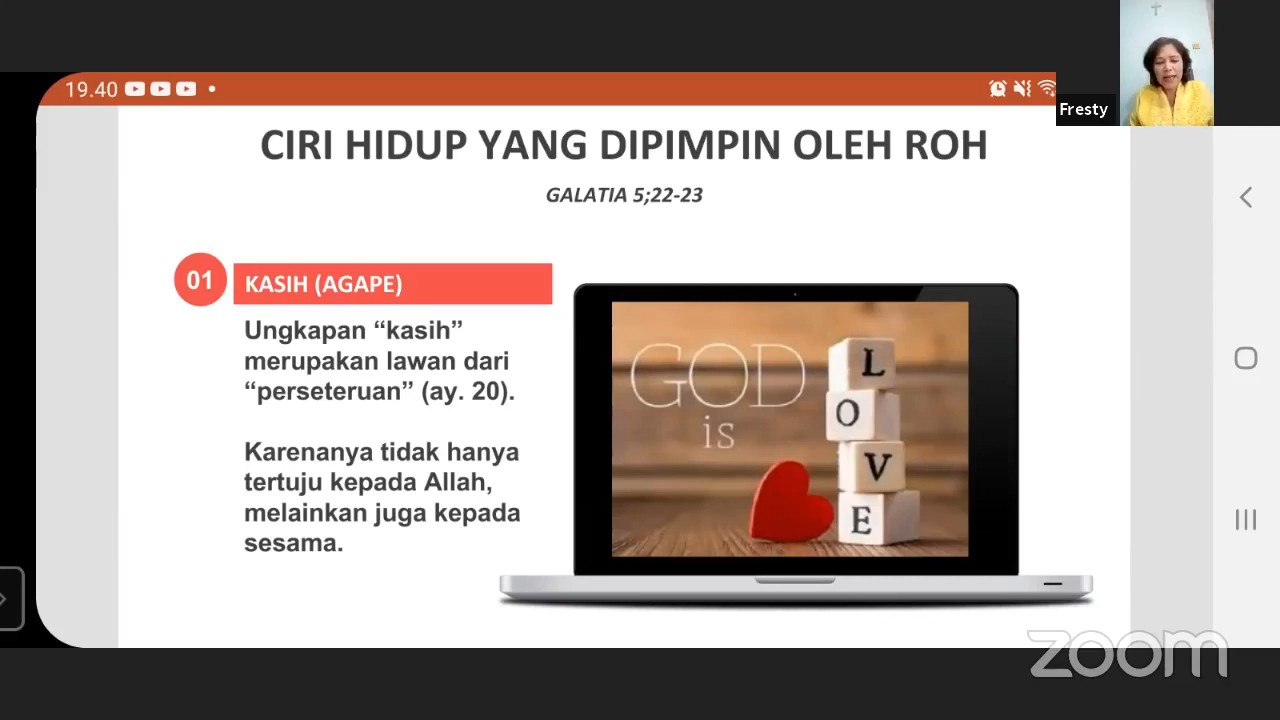 19.40
Fresty
CIRI HIDUP YANG DIPIMPIN OLEH ROH
GALATIA 5;22-23
01
KASIH (AGAPE)
Ungkapan “kasih”
merupakan lawan dari
“perseteruan” (ay. 20).
Karenanya tidak hanya
tertuju kepada Allah,
melainkan juga kepada
sesama.
GOD
is
L
O
V
E
zoom